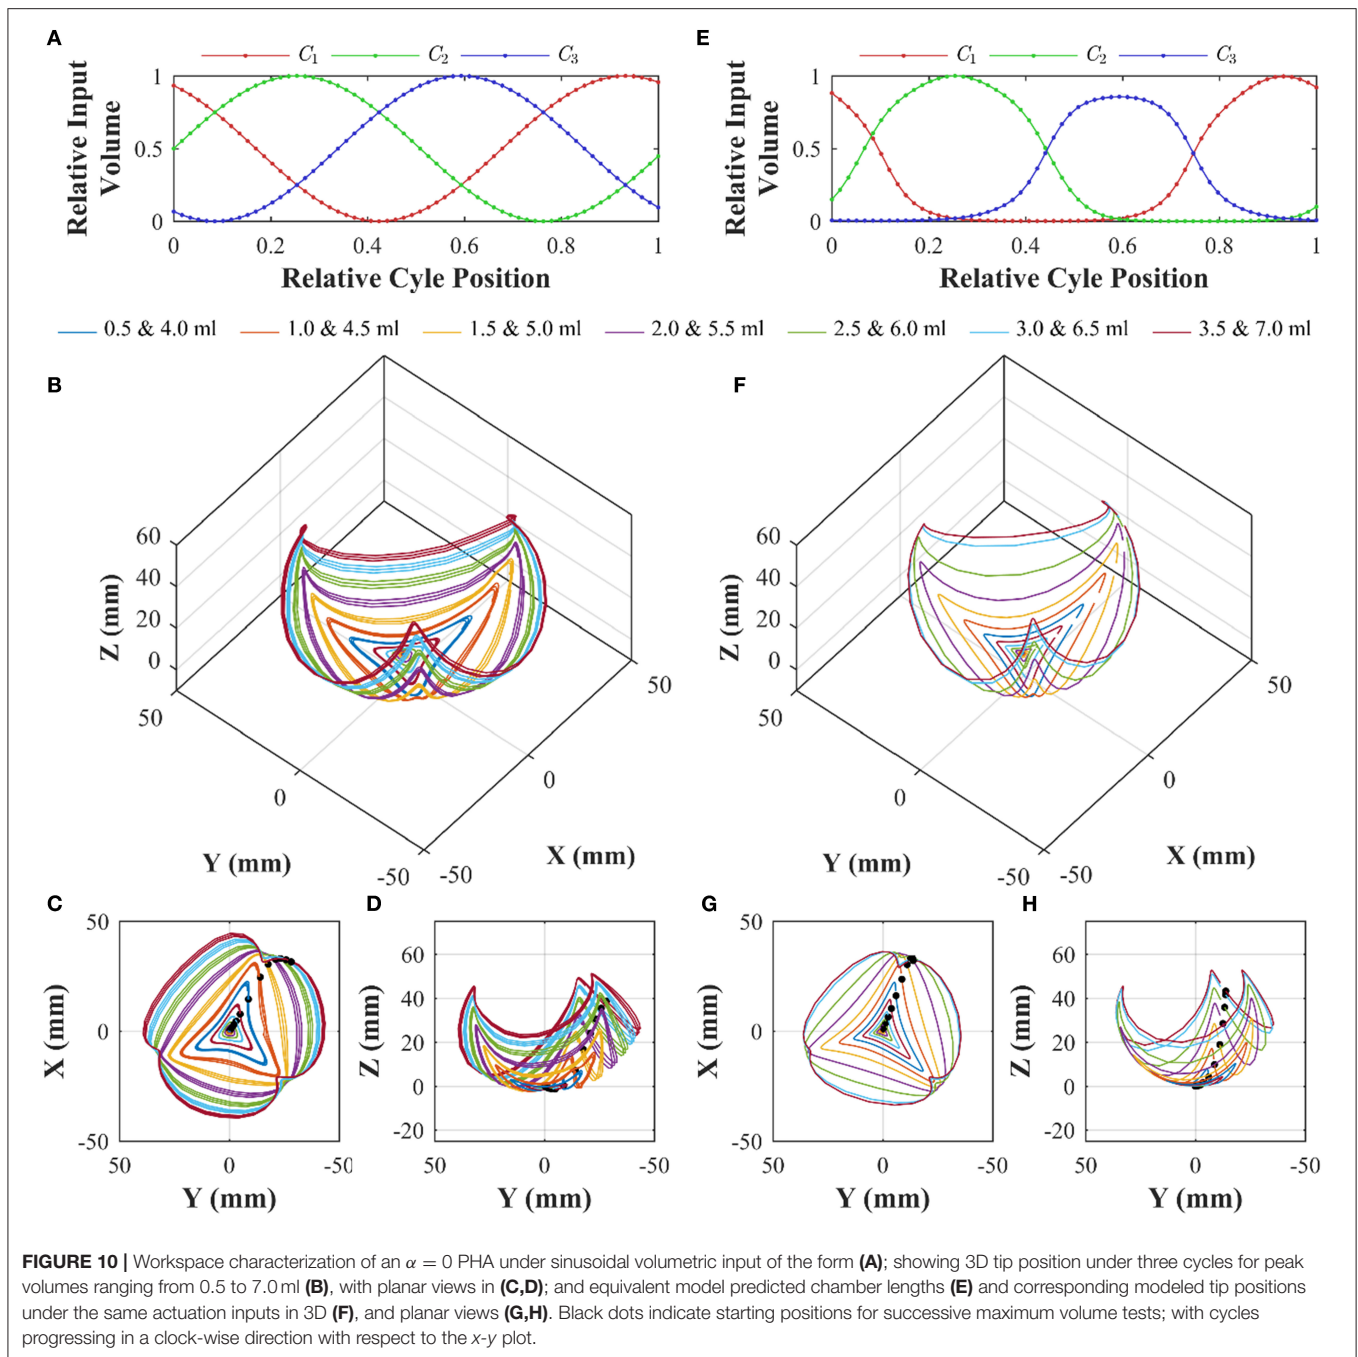 A
C1 C2 C3
Relative Input
Volume
1
0.5
0
0 0.2 0.4 0.6 0.8 1
Relative Cyle Position
E
C1 C2 C3
Relative Input
Volume
1
0.5
0
0 0.2 0.4 0.6 0.8 1
Relative Cyle Position
0.5 & 4.0 ml 1.0 & 4.5 ml 1.5 & 5.0 ml 2.0 & 5.5 ml 2.5 & 6.0 ml 3.0 & 6.5 ml 3.5 & 7.0 ml
B
Z (mm)
60
40
20
0
50
0
-50
Y (mm)
-50
0
50
X (mm)
F
Z (mm)
60
40
20
0
50
0
-50
Y (mm)
-50
0
50
X (mm)
C
X (mm)
50
0
-50
50 0 -50
Y (mm)
D
Z (mm)
60
40
20
0
-20
50 0 -50
Y (mm)
G
X (mm)
50
0
-50
50 0 -50
Y (mm)
H
Z (mm)
60
40
20
0
-20
50 0 -50
Y (mm)
FIGURE 10 | Workspace characterization of an α = 0 PHA under sinusoidal volumetric input of the form (A); showing 3D tip position under three cycles for peak
volumes ranging from 0.5 to 7.0 ml (B), with planar views in (C,D); and equivalent model predicted chamber lengths (E) and corresponding modeled tip positions
under the same actuation inputs in 3D (F), and planar views (G,H). Black dots indicate starting positions for successive maximum volume tests; with cycles
progressing in a clock-wise direction with respect to the x-y plot.